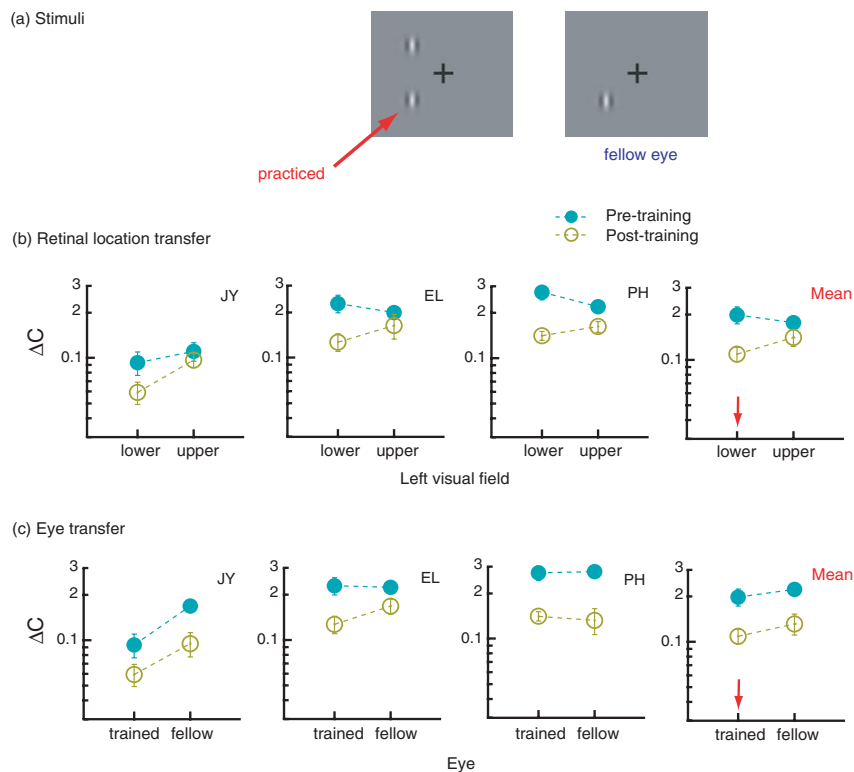 (a) Stimuli
practiced
fellow eye
Pre-training
Post-training
(b) Retinal location transfer
3
2
0.1
ΔC
JY
lower upper
3
2
0.1
EL
lower upper
3
2
0.1
PH
lower upper
3
2
0.1
Mean
lower upper
Left visual field
(c) Eye transfer
3
2
0.1
ΔC
JY
trained fellow
3
2
0.1
EL
trained fellow
3
2
0.1
PH
trained fellow
3
2
0.1
Mean
trained fellow
Eye